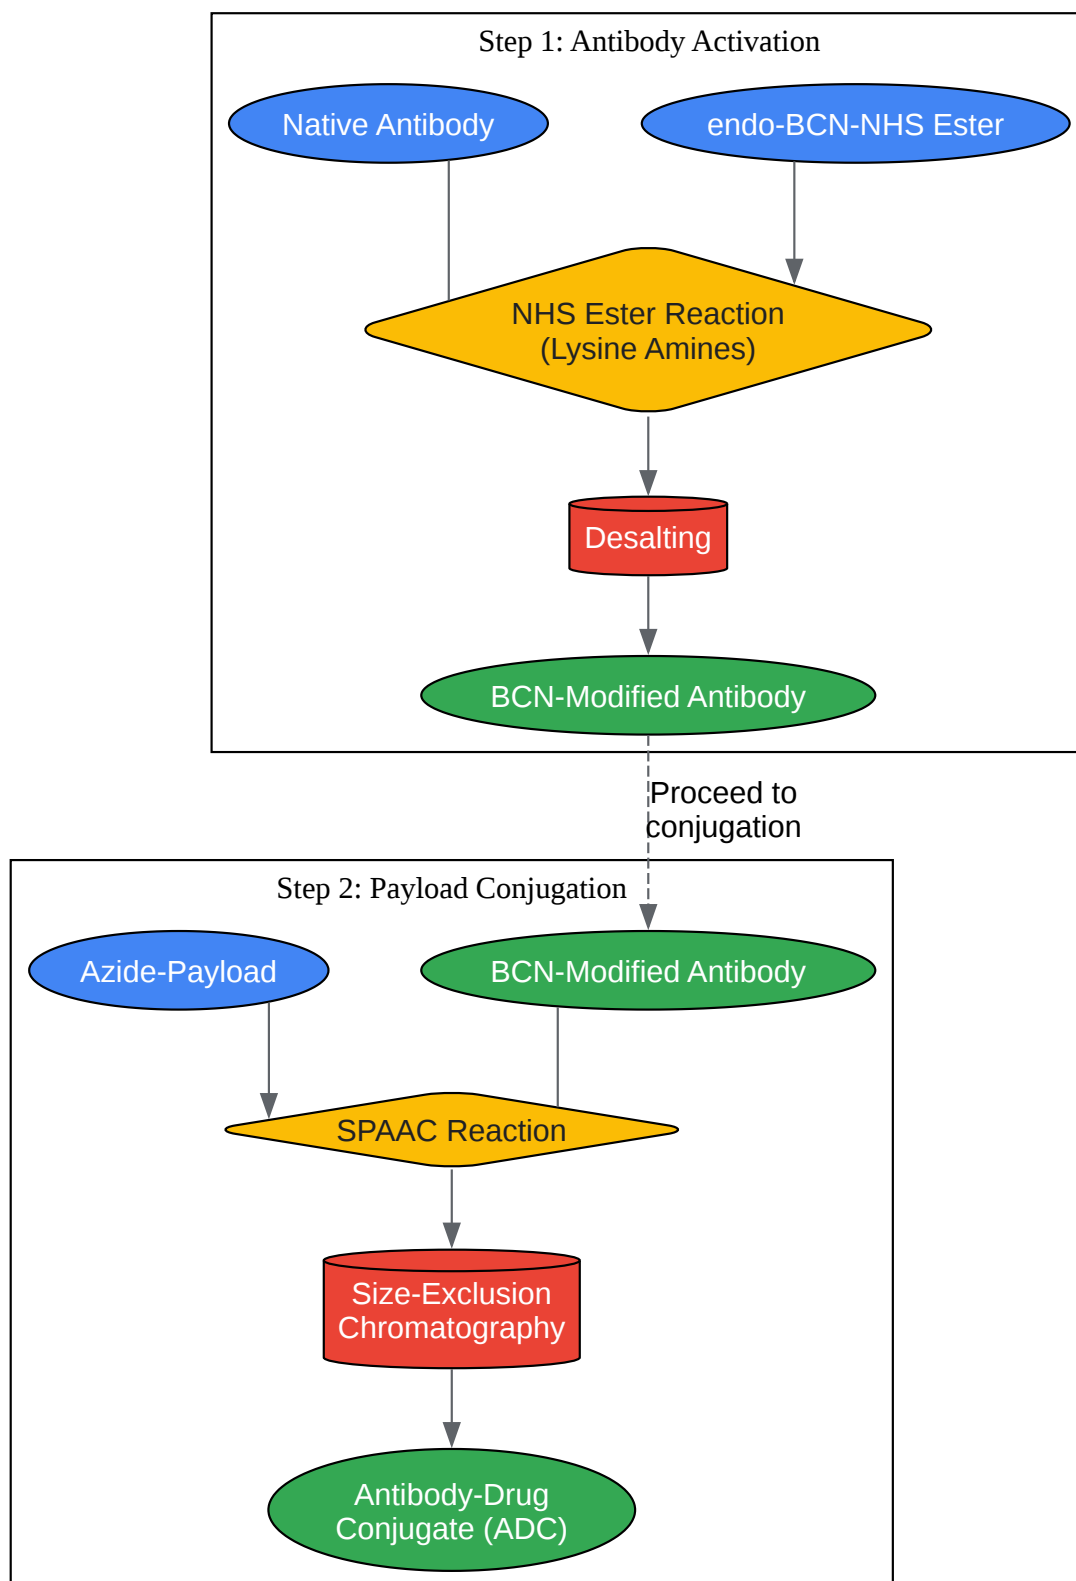 Step 1: Antibody Activation
Native Antibody
endo-BCN-NHS Ester
NHS Ester Reaction
(Lysine Amines)
Desalting
BCN-Modified Antibody
Proceed to
conjugation
Step 2: Payload Conjugation
Azide-Payload
BCN-Modified Antibody
SPAAC Reaction
Size-Exclusion
Chromatography
Antibody-Drug
Conjugate (ADC)